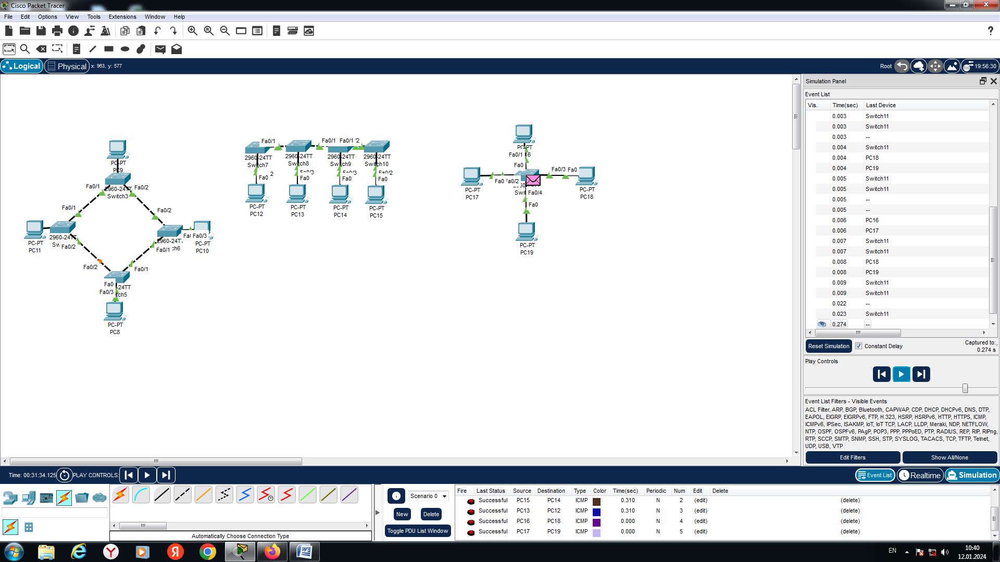 Cisco Packet Tracer
File Edit Options View Tools Extensions Window Help
Logical Physical x: 963, y: 577 Root 19:56:30
Simulation Panel
Event List
Vis. Time(sec) Last Device
0.003 Switch11
0.003 Switch11
0.003 --
0.004 Switch11
0.004 PC18
0.004 PC19
0.005 Switch11
0.005 Switch11
0.005 --
0.005 --
0.006 PC16
0.006 PC17
0.007 Switch11
0.007 Switch11
0.008 PC18
0.008 PC19
0.009 Switch11
0.009 Switch11
0.022 --
0.023 Switch11
0.274 --
Reset Simulation Constant Delay Captured to:
0.274 s
Play Controls
Event List Filters - Visible Events
ACL Filter, ARP, BGP, Bluetooth, CAPWAP, CDP, DHCP, DHCPv6, DNS, DTP,
EAPOL, EIGRP, EIGRPv6, FTP, H.323, HSRP, HSRPv6, HTTP, HTTPS, ICMP,
ICMPv6, IPSec, ISAKMP, IoT, IoT TCP, LACP, LLDP, Meraki, NDP, NETFLOW,
NTP, OSPF, OSPFv6, PAgP, POP3, PPP, PPPoED, PTP, RADIUS, REP, RIP, RIPng,
RTP, SCCP, SMTP, SNMP, SSH, STP, SYSLOG, TACACS, TCP, TFTP, Telnet,
UDP, USB, VTP
Edit Filters Show All/None
PC-PT
PC9
Fa0/1 Fa0/2
2960-24TT
Switch3
Fa0/1 Fa0/2
PC-PT
PC11
2960-24TT
Fa0/2
2960-24TT
Fa0/3
Fa0/1
PC-PT
PC10
Fa0/2 Fa0/1
Fa0
Fa0/3
-24TT
PC-PT
PC8
Fa0/1 Fa0/1 Fa0/1
2960-24TT 2960-24TT 2960-24TT 2960-24TT
Switch7 Switch8 Switch9 Switch10
Fa0 Fa0 Fa0 Fa0
PC-PT PC-PT PC-PT PC-PT
PC12 PC13 PC14 PC15
PC-PT
Fa0/1 16
Fa0
Fa0/3 Fa0
Fa0 Fa0/2
PC-PT
PC17
Fa0/4
PC-PT
PC18
Fa0
PC-PT
PC19
Time: 00:31:34.125 PLAY CONTROLS: Event List Realtime Simulation
Automatically Choose Connection Type
Scenario 0
New Delete
Toggle PDU List Window
Fire Last Status Source Destination Type Color Time(sec) Periodic Num Edit Delete
Successful PC15 PC14 ICMP 0.310 N 2 (edit) (delete)
Successful PC13 PC12 ICMP 0.310 N 3 (edit) (delete)
Successful PC16 PC18 ICMP 0.000 N 4 (edit) (delete)
Successful PC17 PC19 ICMP 0.000 N 5 (edit) (delete)
EN 10:40
12.01.2024